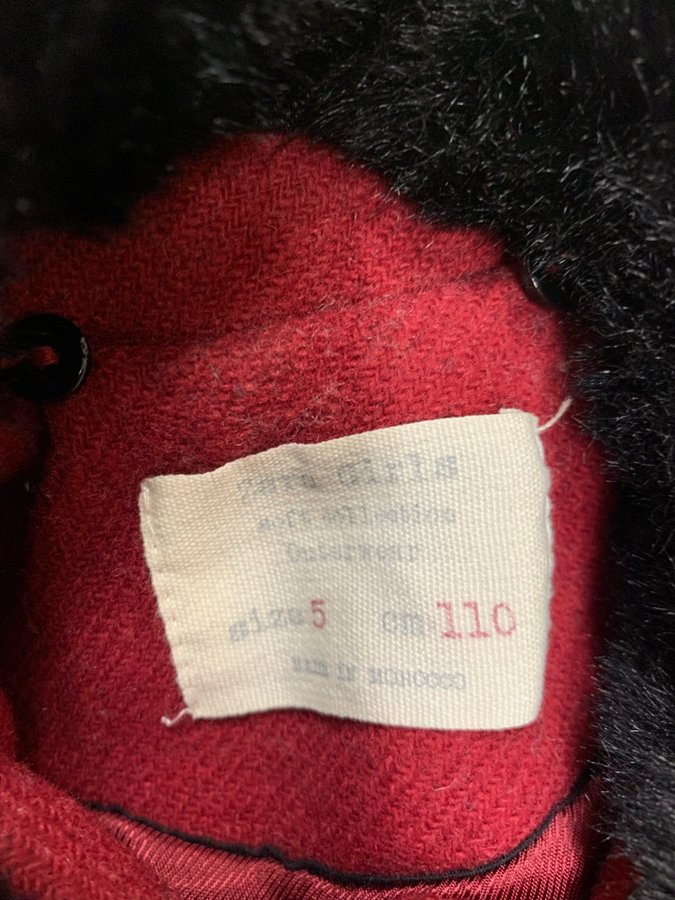 Zara Girls
soft collection
Outerwear
size 5 cm 110
MADE IN MOROCCO